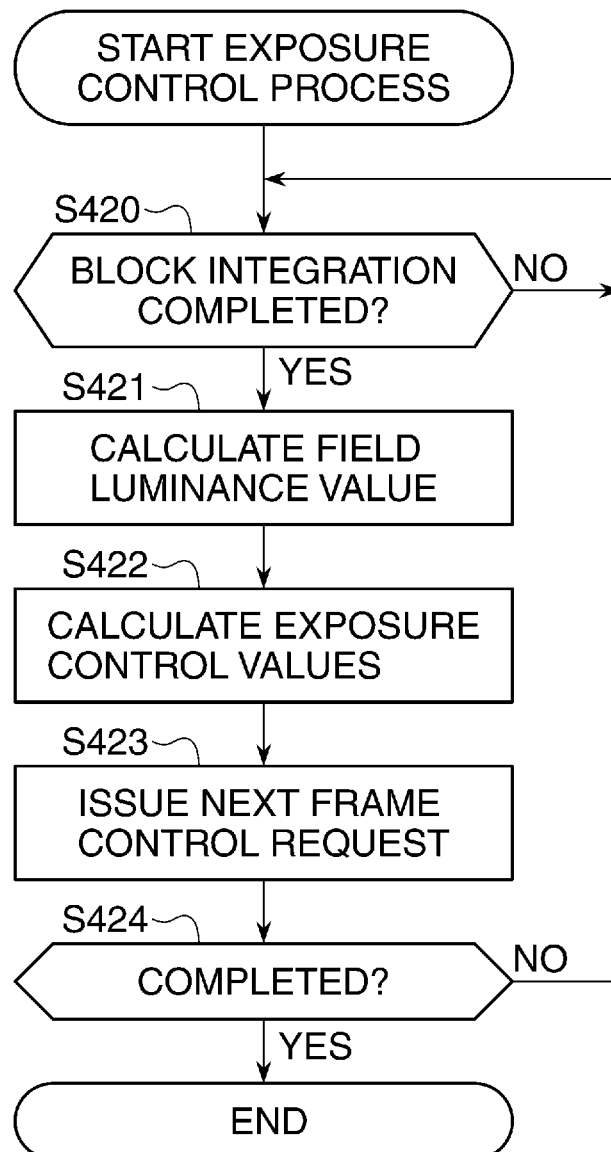 START EXPOSURE
CONTROL PROCESS
S420
BLOCK INTEGRATION
COMPLETED?
NO
YES
S421
CALCULATE FIELD
LUMINANCE VALUE
S422
CALCULATE EXPOSURE
CONTROL VALUES
S423
ISSUE NEXT FRAME
CONTROL REQUEST
S424
COMPLETED?
NO
YES
END